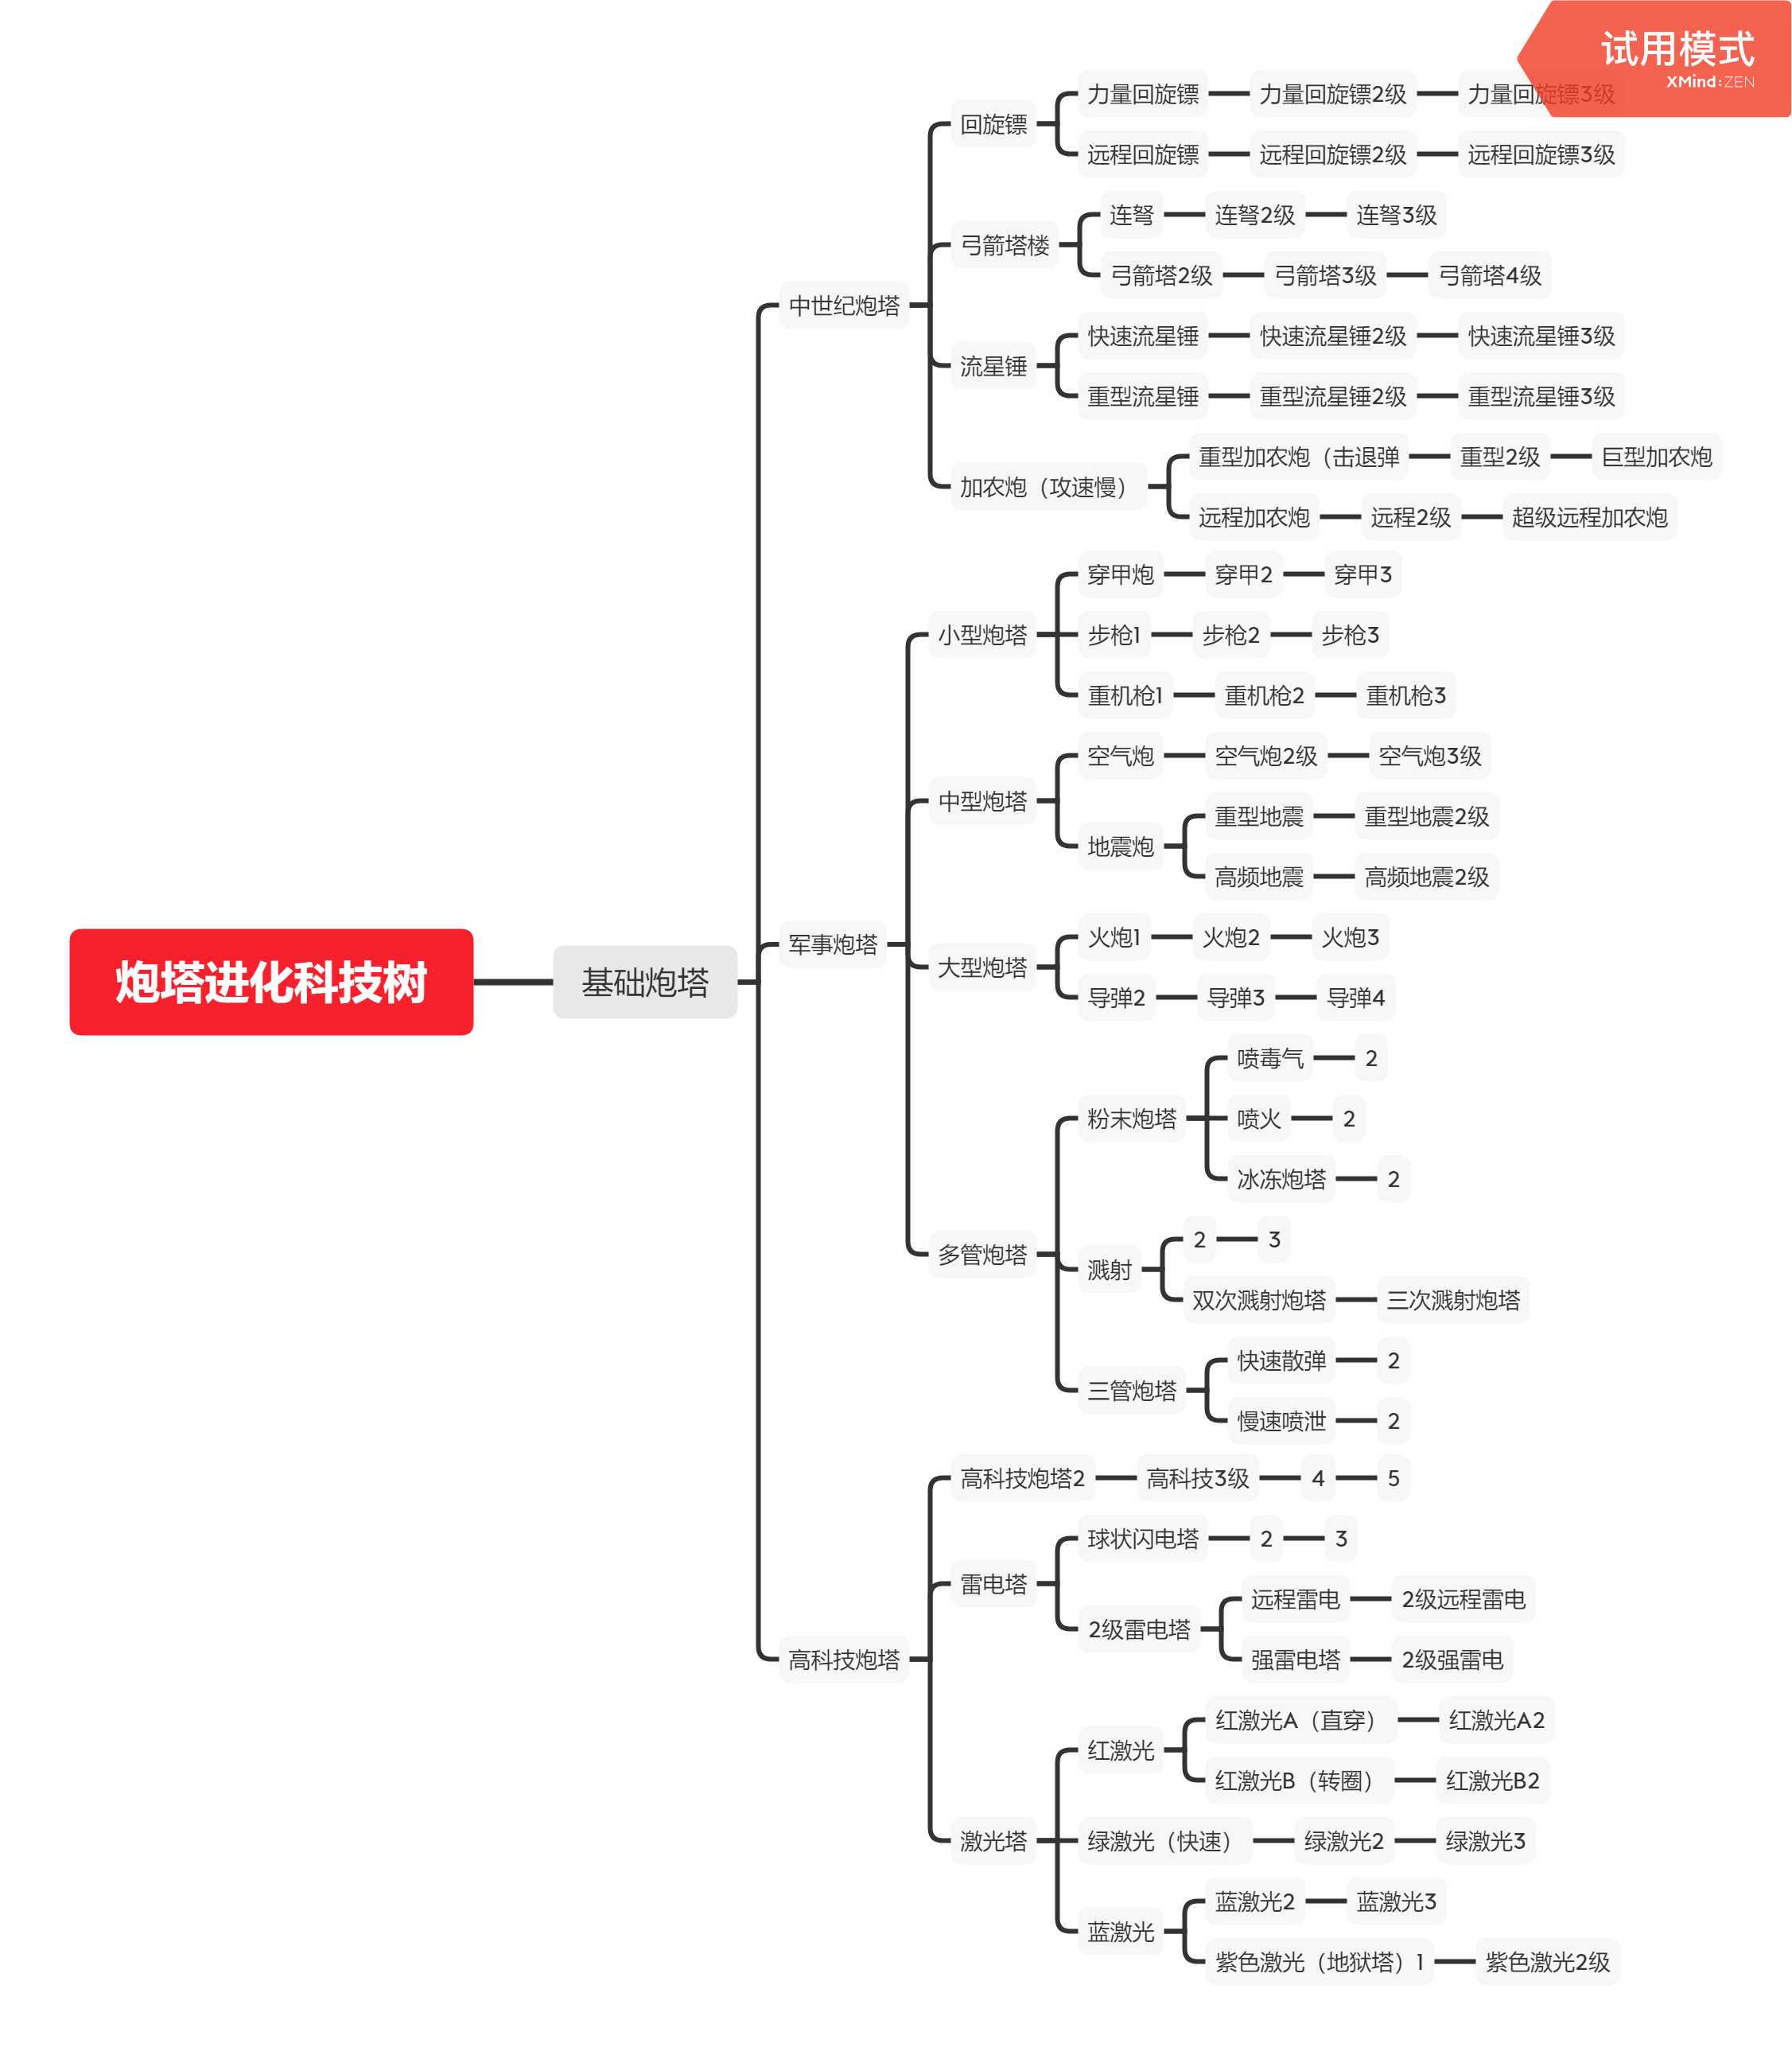 试用模式
XMind:ZEN
炮塔进化科技树
基础炮塔
中世纪炮塔
回旋镖
力量回旋镖
力量回旋镖2级
力量回旋镖3级
远程回旋镖
远程回旋镖2级
远程回旋镖3级
弓箭塔楼
连弩
连弩2级
连弩3级
弓箭塔2级
弓箭塔3级
弓箭塔4级
流星锤
快速流星锤
快速流星锤2级
快速流星锤3级
重型流星锤
重型流星锤2级
重型流星锤3级
加农炮（攻速慢）
重型加农炮（击退弹
重型2级
巨型加农炮
远程加农炮
远程2级
超级远程加农炮
军事炮塔
小型炮塔
穿甲炮
穿甲2
穿甲3
步枪1
步枪2
步枪3
重机枪1
重机枪2
重机枪3
中型炮塔
空气炮
空气炮2级
空气炮3级
地震炮
重型地震
重型地震2级
高频地震
高频地震2级
大型炮塔
火炮1
火炮2
火炮3
导弹2
导弹3
导弹4
多管炮塔
粉末炮塔
喷毒气
2
喷火
2
冰冻炮塔
2
溅射
2
3
双次溅射炮塔
三次溅射炮塔
三管炮塔
快速散弹
2
慢速喷泄
2
高科技炮塔
高科技炮塔2
高科技3级
4
5
雷电塔
球状闪电塔
2
3
2级雷电塔
远程雷电
2级远程雷电
强雷电塔
2级强雷电
激光塔
红激光
红激光A（直穿）
红激光A2
红激光B（转圈）
红激光B2
绿激光（快速）
绿激光2
绿激光3
蓝激光
蓝激光2
蓝激光3
紫色激光（地狱塔）1
紫色激光2级